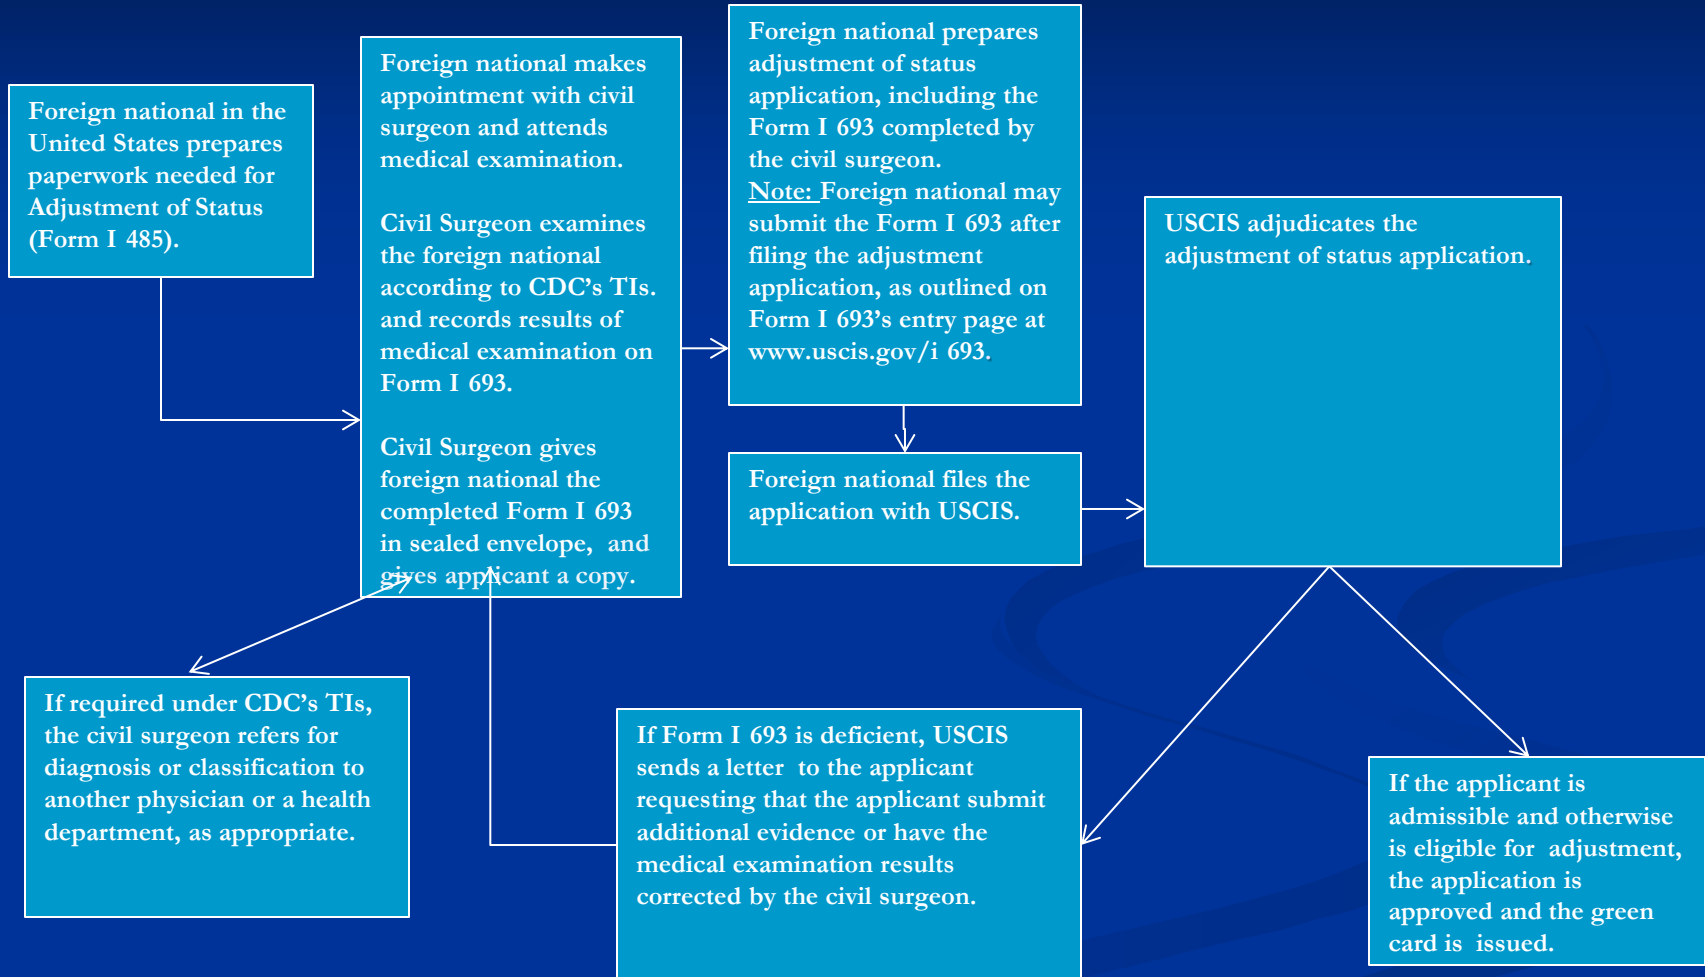 Foreign national in the
United States prepares
paperwork needed for
Adjustment of Status
(Form I 485).
Foreign national makes
appointment with civil
surgeon and attends
medical examination.
Civil Surgeon examines
the foreign national
according to CDC’s TIs.
and records results of
medical examination on
Form I 693.
Civil Surgeon gives
foreign national the
completed Form I 693
in sealed envelope, and
gives applicant a copy.
Foreign national prepares
adjustment of status
application, including the
Form I 693 completed by
the civil surgeon.
Note: Foreign national may
submit the Form I 693 after
filing the adjustment
application, as outlined on
Form I 693’s entry page at
www.uscis.gov/i 693.
Foreign national files the
application with USCIS.
USCIS adjudicates the
adjustment of status application.
If required under CDC’s TIs,
the civil surgeon refers for
diagnosis or classification to
another physician or a health
department, as appropriate.
If Form I 693 is deficient, USCIS
sends a letter to the applicant
requesting that the applicant submit
additional evidence or have the
medical examination results
corrected by the civil surgeon.
If the applicant is
admissible and otherwise
is eligible for adjustment,
the application is
approved and the green
card is issued.